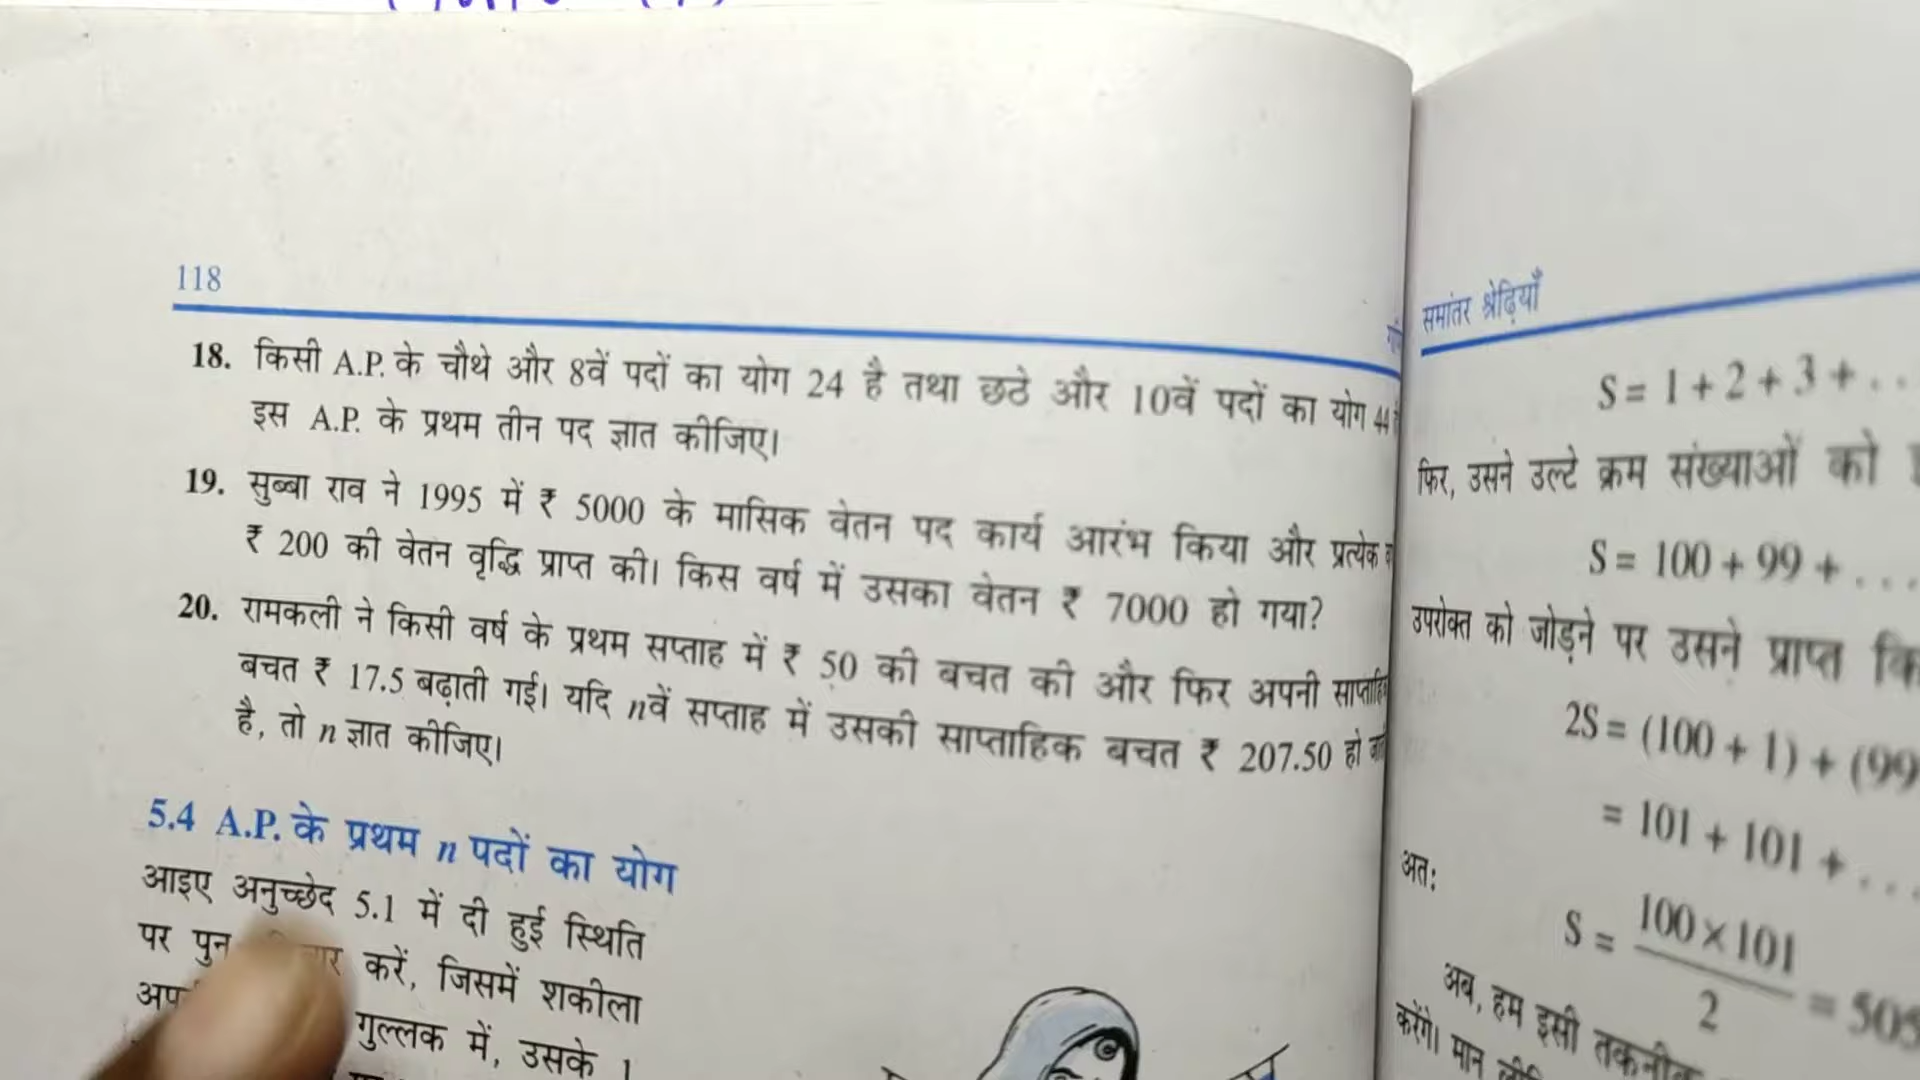 118
18. किसी A.P. के चौथे और 8वें पदों का योग 24 है तथा छठे और 10वें पदों का योग 44
इस A.P. के प्रथम तीन पद ज्ञात कीजिए।
19. सुब्बा राव ने 1995 में ₹ 5000 के मासिक वेतन पद कार्य आरंभ किया और प्रत्येक
₹ 200 की वेतन वृद्धि प्राप्त की। किस वर्ष में उसका वेतन ₹ 7000 हो गया?
20. रामकली ने किसी वर्ष के प्रथम सप्ताह में ₹ 50 की बचत की और फिर अपनी
बचत ₹ 17.5 बढ़ाती गई। यदि nवें सप्ताह में उसकी साप्ताहिक बचत ₹ 207.50 हो
है, तो n ज्ञात कीजिए।
5.4 A.P. के प्रथम n पदों का योग
आइए अनुच्छेद 5.1 में दी हुई स्थिति
पर करें, जिसमें शकीला
गुल्लक में, उसके 1
समांतर श्रेढ़ियाँ
S = 1 + 2 + 3 + . .
फिर, उसने उल्टे क्रम संख्याओं को
S = 100 + 99 + . . .
उपरोक्त को जोड़ने पर उसने प्राप्त
2S = (100 + 1) + (99
= 101 + 101 + . . .
अतः
S = 100 × 101 / 2 = 505
अब, हम इसी तकनीक
करेंगे। मान